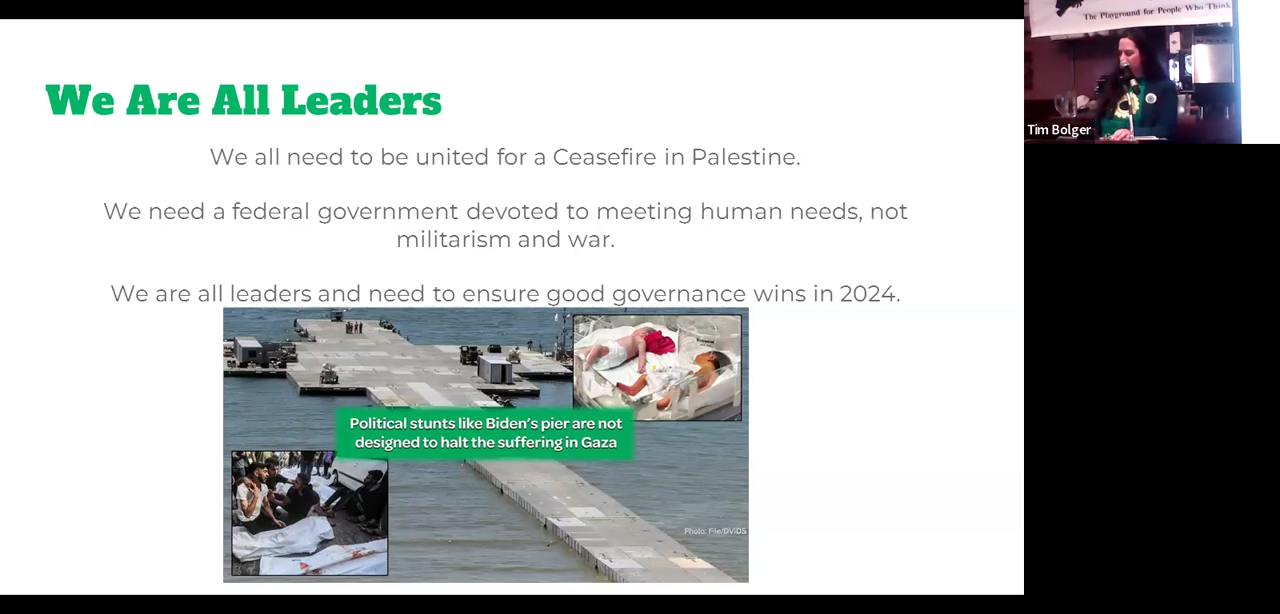 We Are All Leaders
We all need to be united for a Ceasefire in Palestine.
We need a federal government devoted to meeting human needs, not
militarism and war.
We are all leaders and need to ensure good governance wins in 2024.
Political stunts like Biden's pier are not
designed to halt the suffering in Gaza
Photo: File/DVIDS
The Playground for People Who Think
Tim Bolger